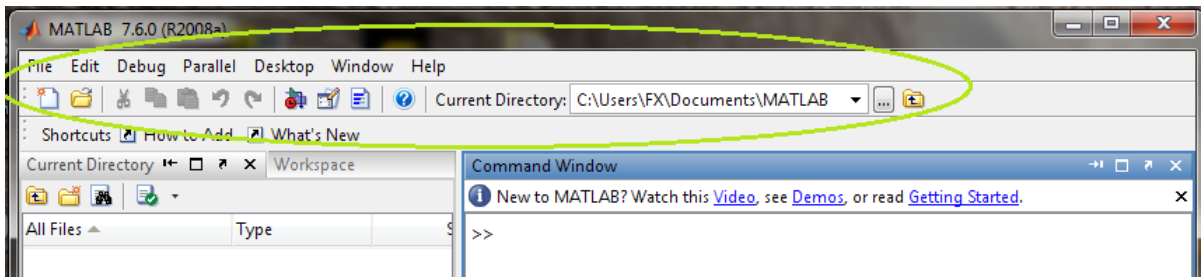 MATLAB 7.6.0 (R2008a)
File Edit Debug Parallel Desktop Window Help
Current Directory: C:\Users\FX\Documents\MATLAB ...
Shortcuts How to Add What's New
Current Directory Workspace
Command Window
New to MATLAB? Watch this Video, see Demos, or read Getting Started.
All Files Type S
>>